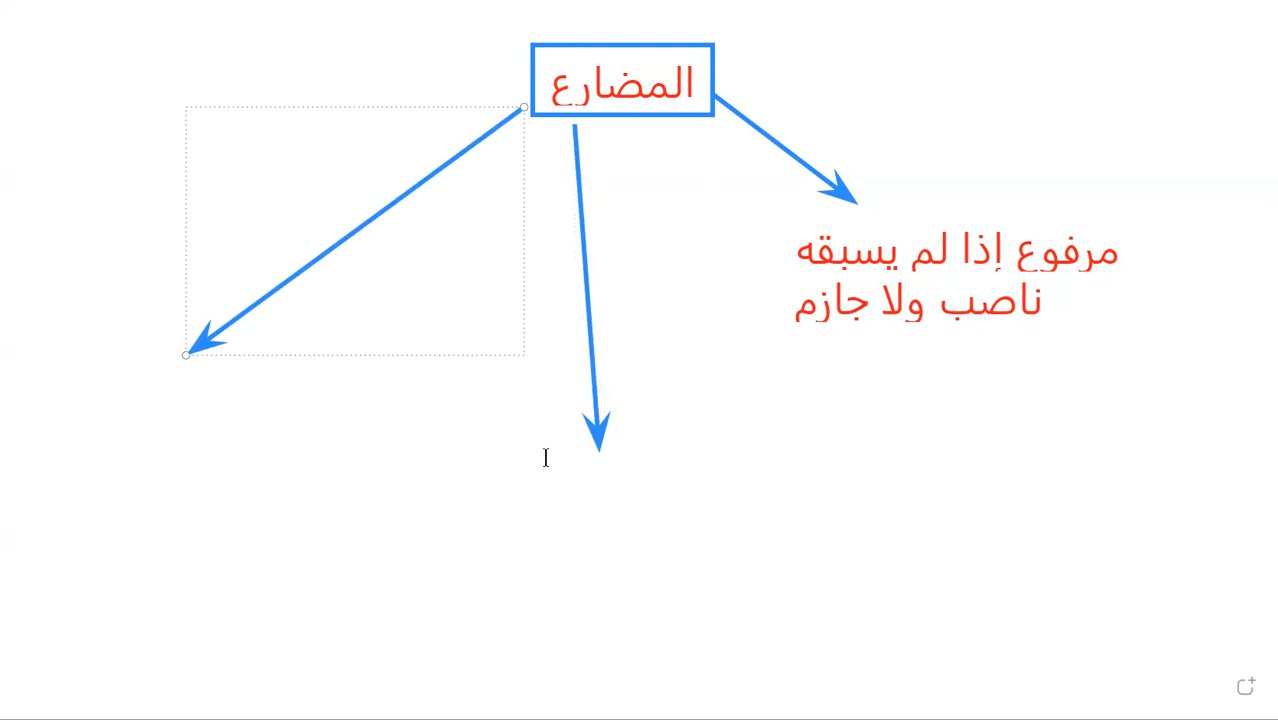 المضارع
مرفوع إذا لم يسبقه
ناصب ولا جازم